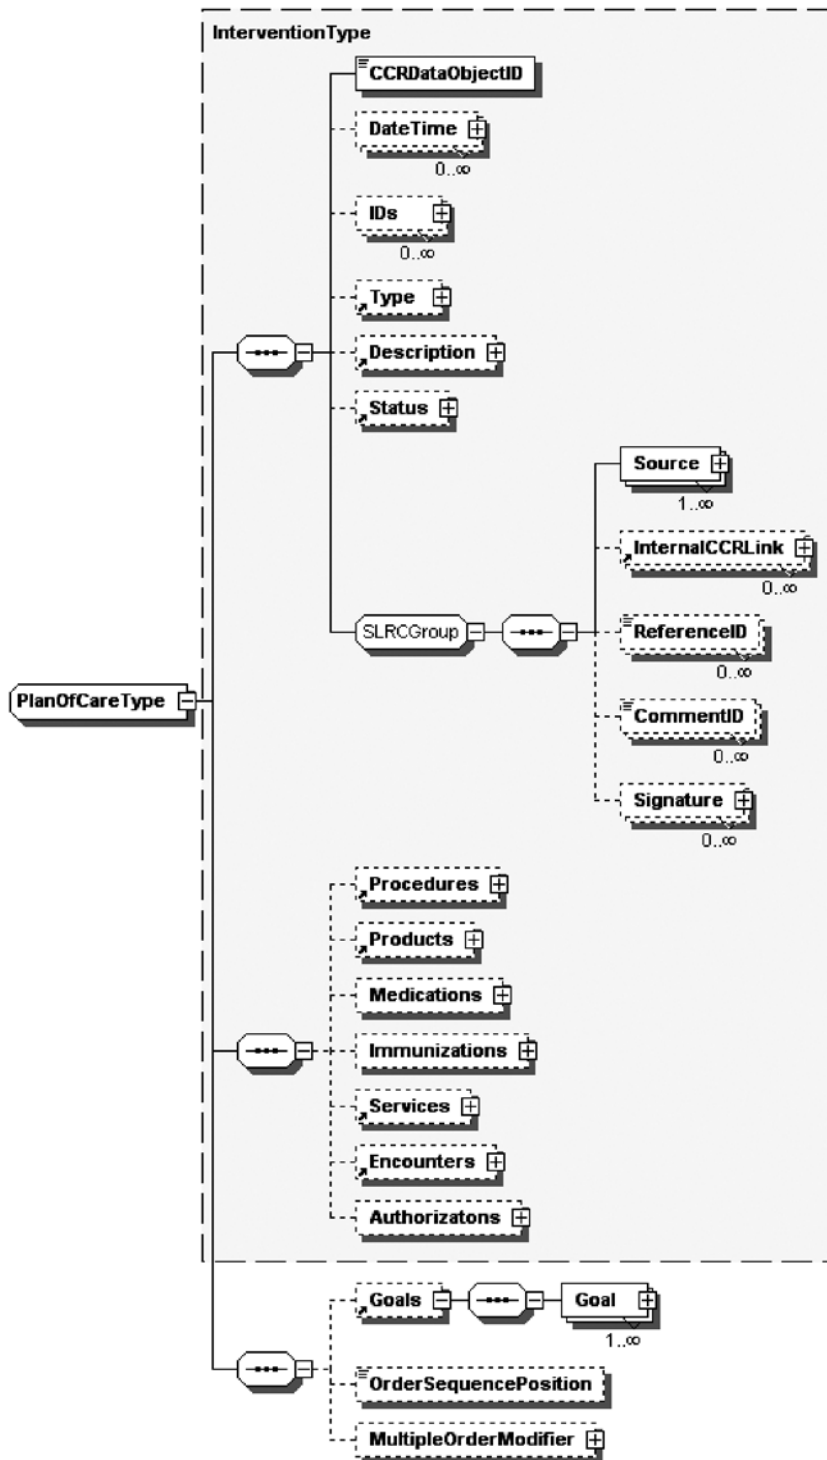 InterventionType
CCRDataObjectID
DateTime
0..∞
IDs
0..∞
Type
Description
Status
Source
1..∞
InternalCCRLink
0..∞
SLRCGroup
ReferenceID
0..∞
PlanOfCareType
CommentID
0..∞
Signature
0..∞
Procedures
Products
Medications
Immunizations
Services
Encounters
Authorizatons
Goals
Goal
1..∞
OrderSequencePosition
MultipleOrderModifier